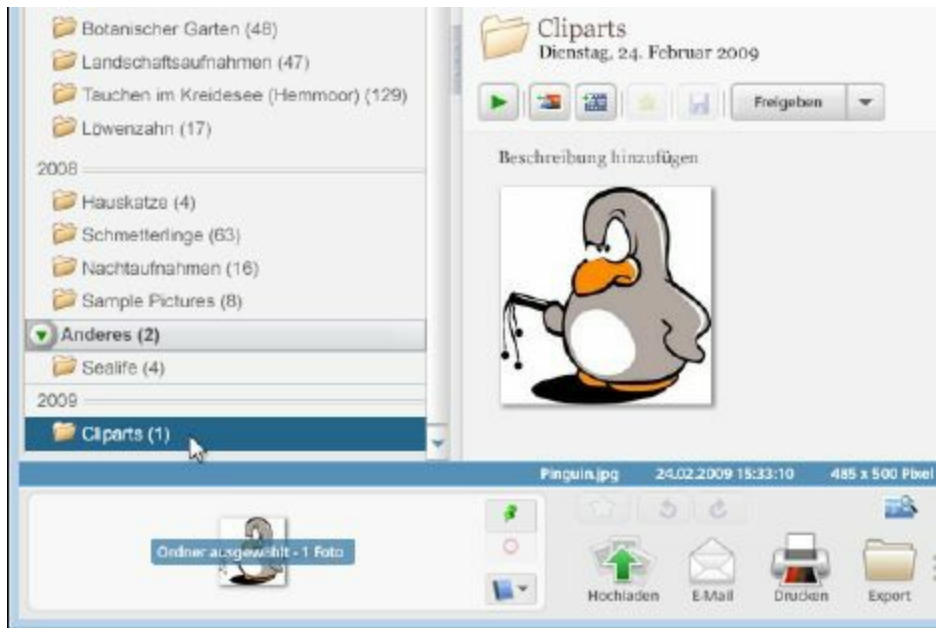 Botanischer Garten (48)
Landschaftsaufnahmen (47)
Tauchen im Kreidesee (Hemmoor) (129)
Löwenzahn (17)
2008
Hauskatze (4)
Schmetterlinge (63)
Nachtaufnahmen (16)
Sample Pictures (8)
Anderes (2)
Sealife (4)
2009
Cliparts (1)
Cliparts
Dienstag, 24. Februar 2009
Freigeben
Beschreibung hinzufügen
Pinguin.jpg 24.02.2009 15:33:10 485 x 500 Pixel
Ordner ausgewählt - 1 Foto
Hochladen E-Mail Drucken Export